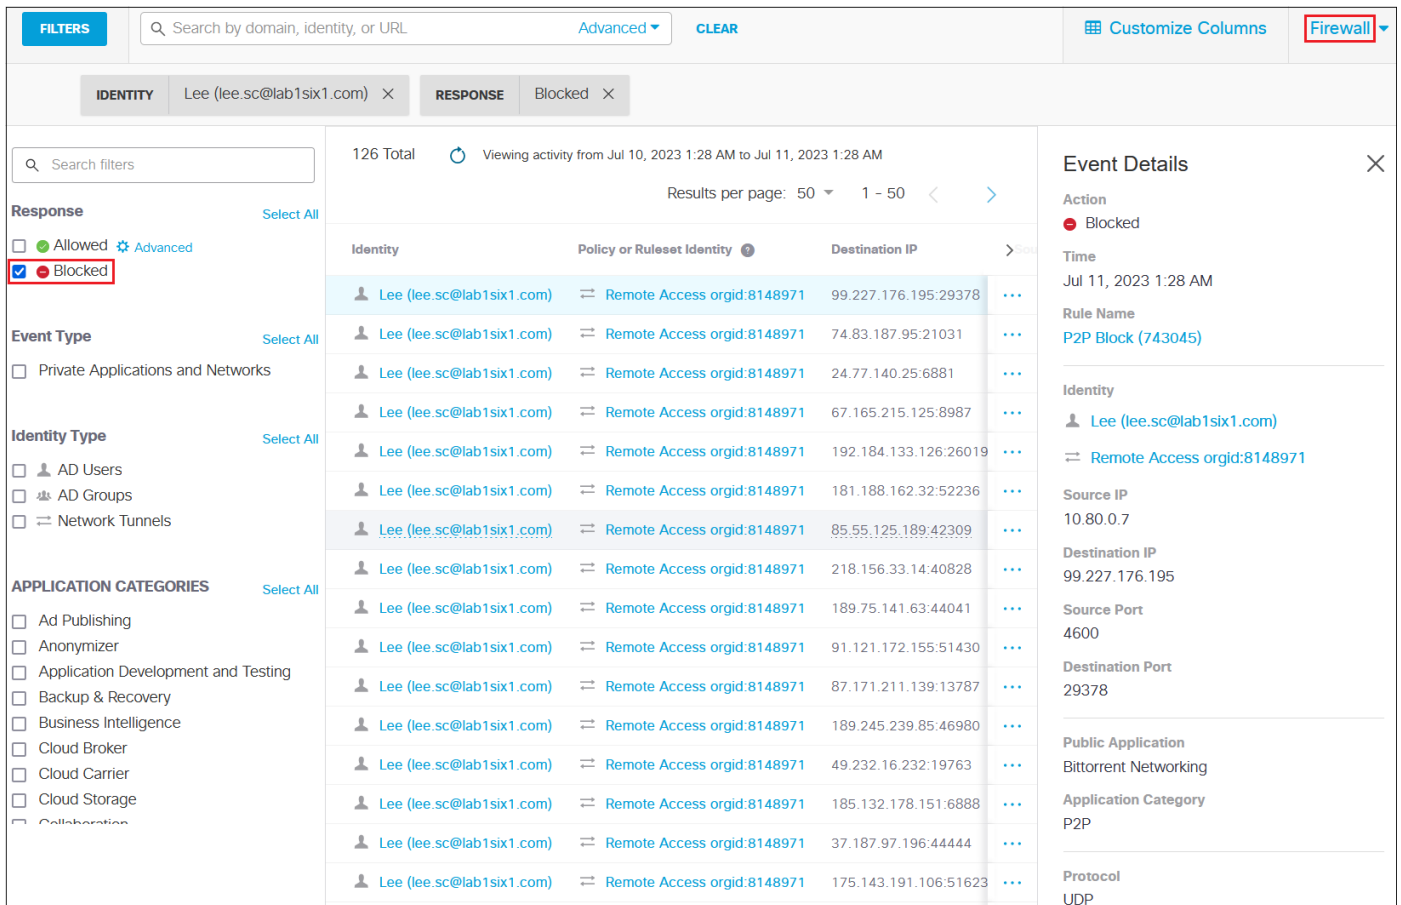 FILTERS
Search by domain, identity, or URL
Advanced
CLEAR
Customize Columns
Firewall
IDENTITY
Lee (lee.sc@lab1six1.com)
RESPONSE
Blocked
Search filters
Response
Select All
Allowed
Advanced
Blocked
Event Type
Select All
Private Applications and Networks
Identity Type
Select All
AD Users
AD Groups
Network Tunnels
APPLICATION CATEGORIES
Select All
Ad Publishing
Anonymizer
Application Development and Testing
Backup & Recovery
Business Intelligence
Cloud Broker
Cloud Carrier
Cloud Storage
Collaboration
126 Total
Viewing activity from Jul 10, 2023 1:28 AM to Jul 11, 2023 1:28 AM
Results per page: 50
1 - 50
Identity Policy or Ruleset Identity Destination IP Sou
Lee (lee.sc@lab1six1.com) Remote Access orgid:8148971 99.227.176.195:29378
Lee (lee.sc@lab1six1.com) Remote Access orgid:8148971 74.83.187.95:21031
Lee (lee.sc@lab1six1.com) Remote Access orgid:8148971 24.77.140.25:6881
Lee (lee.sc@lab1six1.com) Remote Access orgid:8148971 67.165.215.125:8987
Lee (lee.sc@lab1six1.com) Remote Access orgid:8148971 192.184.133.126:26019
Lee (lee.sc@lab1six1.com) Remote Access orgid:8148971 181.188.162.32:52236
Lee (lee.sc@lab1six1.com) Remote Access orgid:8148971 85.55.125.189:42309
Lee (lee.sc@lab1six1.com) Remote Access orgid:8148971 218.156.33.14:40828
Lee (lee.sc@lab1six1.com) Remote Access orgid:8148971 189.75.141.63:44041
Lee (lee.sc@lab1six1.com) Remote Access orgid:8148971 91.121.172.155:51430
Lee (lee.sc@lab1six1.com) Remote Access orgid:8148971 87.171.211.139:13787
Lee (lee.sc@lab1six1.com) Remote Access orgid:8148971 189.245.239.85:46980
Lee (lee.sc@lab1six1.com) Remote Access orgid:8148971 49.232.16.232:19763
Lee (lee.sc@lab1six1.com) Remote Access orgid:8148971 185.132.178.151:6888
Lee (lee.sc@lab1six1.com) Remote Access orgid:8148971 37.187.97.196:44444
Lee (lee.sc@lab1six1.com) Remote Access orgid:8148971 175.143.191.106:51623
Event Details
Action
Blocked
Time
Jul 11, 2023 1:28 AM
Rule Name
P2P Block (743045)
Identity
Lee (lee.sc@lab1six1.com)
Remote Access orgid:8148971
Source IP
10.80.0.7
Destination IP
99.227.176.195
Source Port
4600
Destination Port
29378
Public Application
Bittorrent Networking
Application Category
P2P
Protocol
UDP